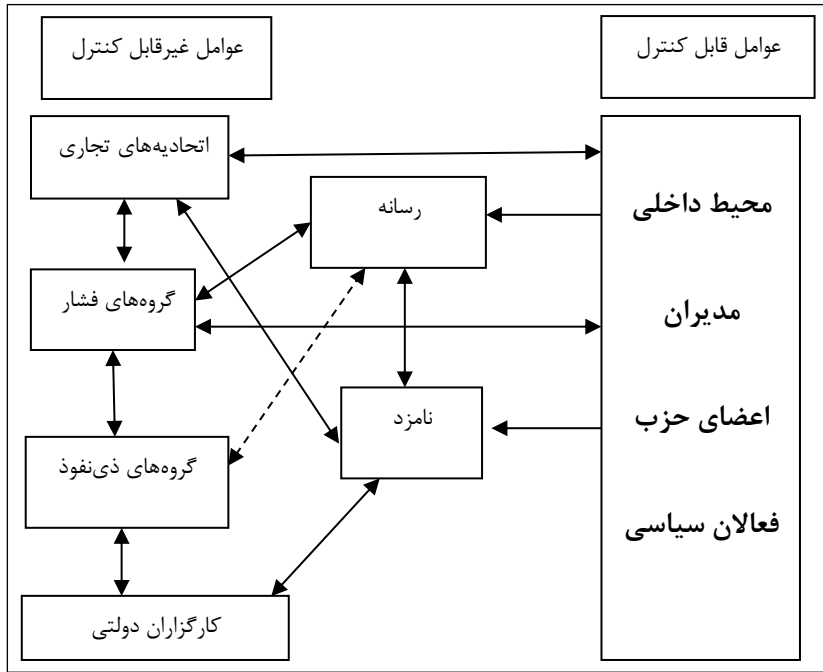 عوامل قابل کنترل
عوامل غیرقابل کنترل
محیط داخلی
مدیران
اعضای حزب
فعالان سیاسی
رسانه
نامزد
اتحادیه‌های تجاری
گروه‌های فشار
گروه‌های ذی‌نفوذ
کارگزاران دولتی